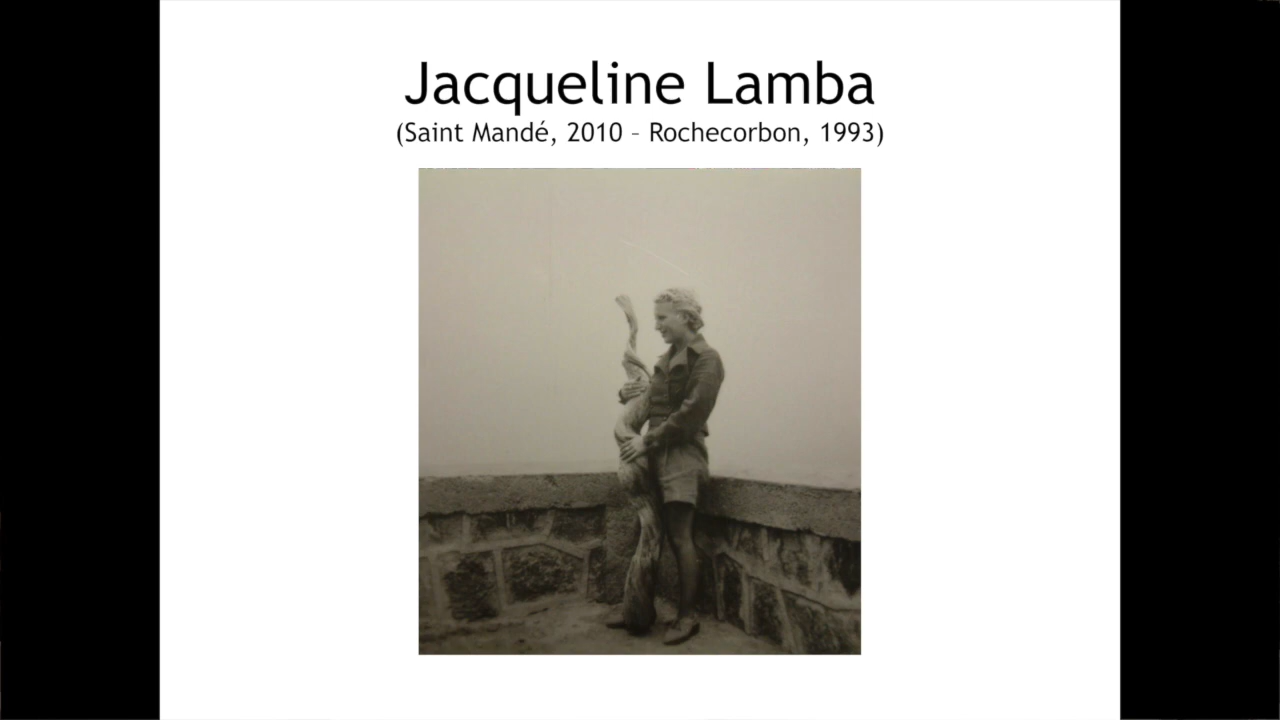 Jacqueline Lamba
(Saint Mandé, 2010 – Rochecorbon, 1993)